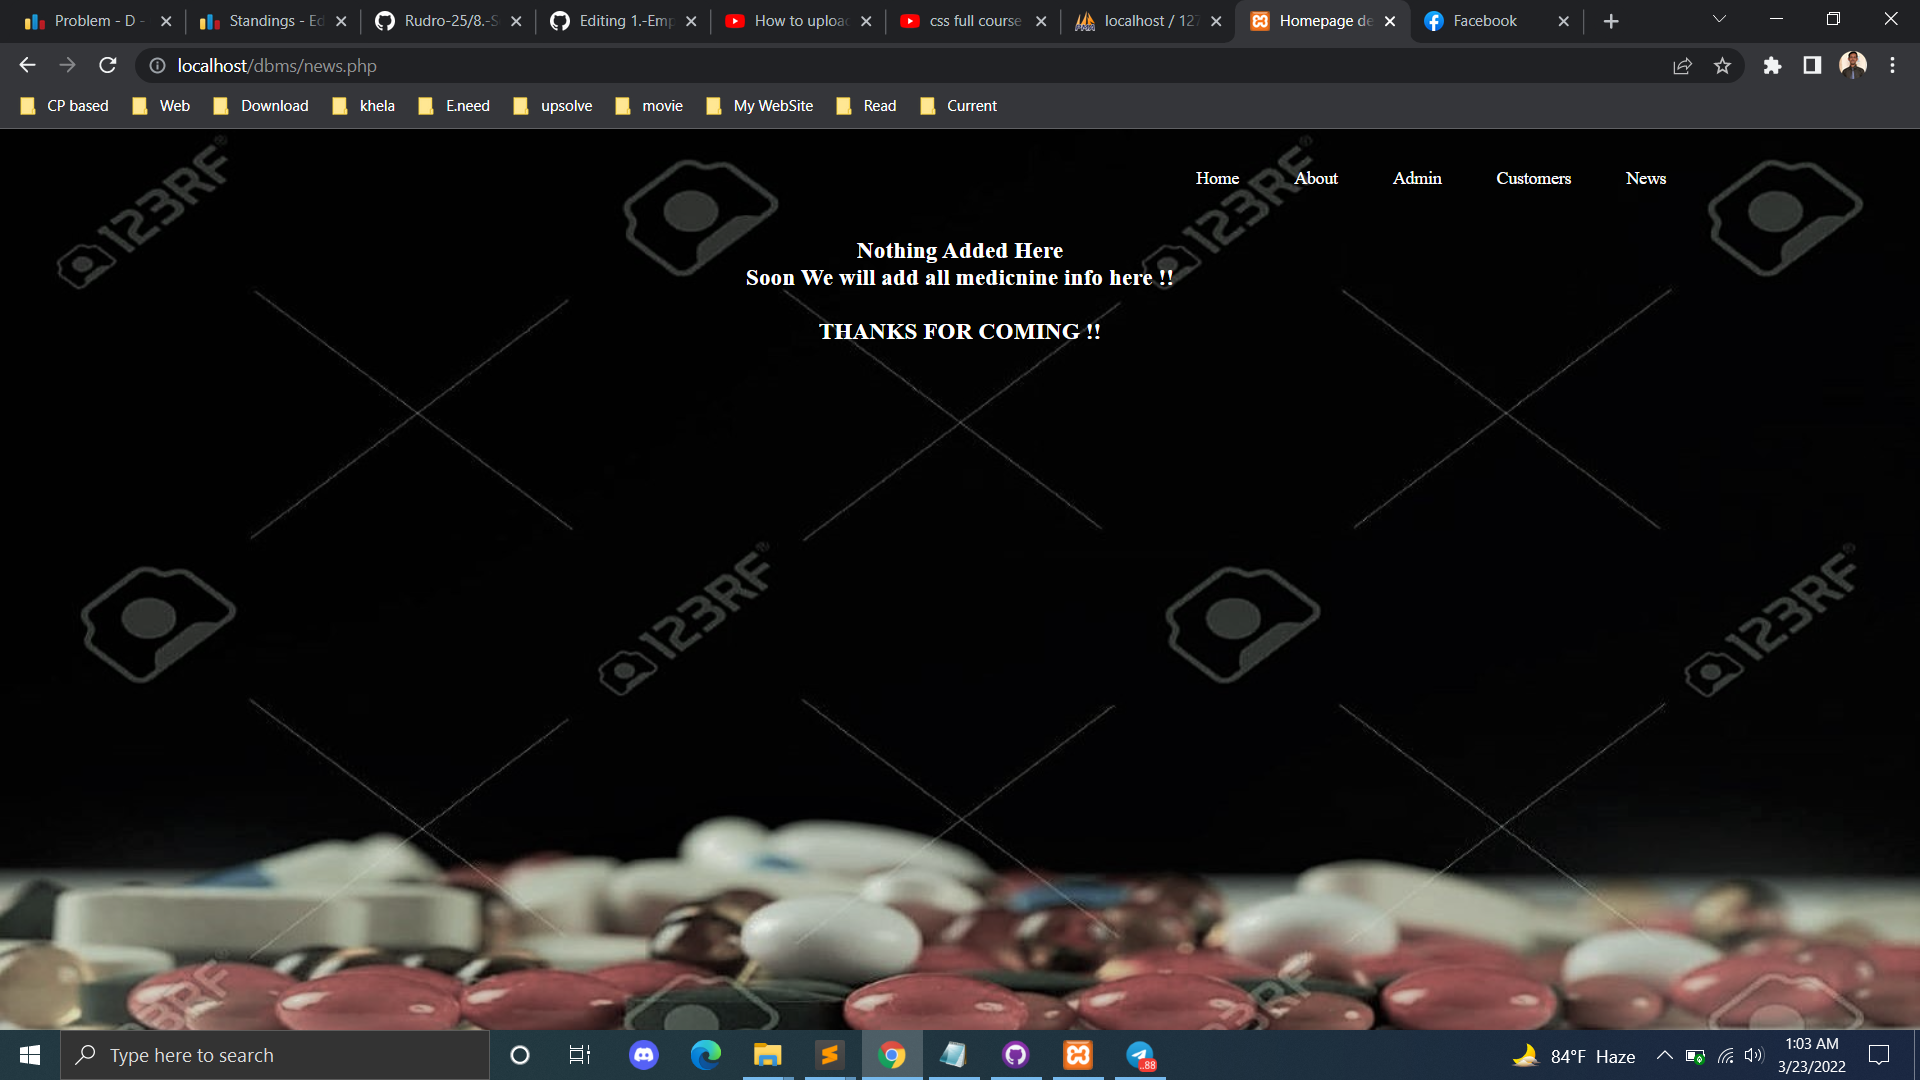 Problem - D -
Standings - Ed
Rudro-25/8.-S
Editing 1.-Emp
How to uploa
css full course
localhost / 127
Homepage de
Facebook
localhost/dbms/news.php
CP based
Web
Download
khela
E.need
upsolve
movie
My WebSite
Read
Current
Home
About
Admin
Customers
News
Nothing Added Here
Soon We will add all medicnine info here !!
THANKS FOR COMING !!
123RF
123RF
123RF
123RF
Type here to search
88
84°F Haze
1:03 AM
3/23/2022